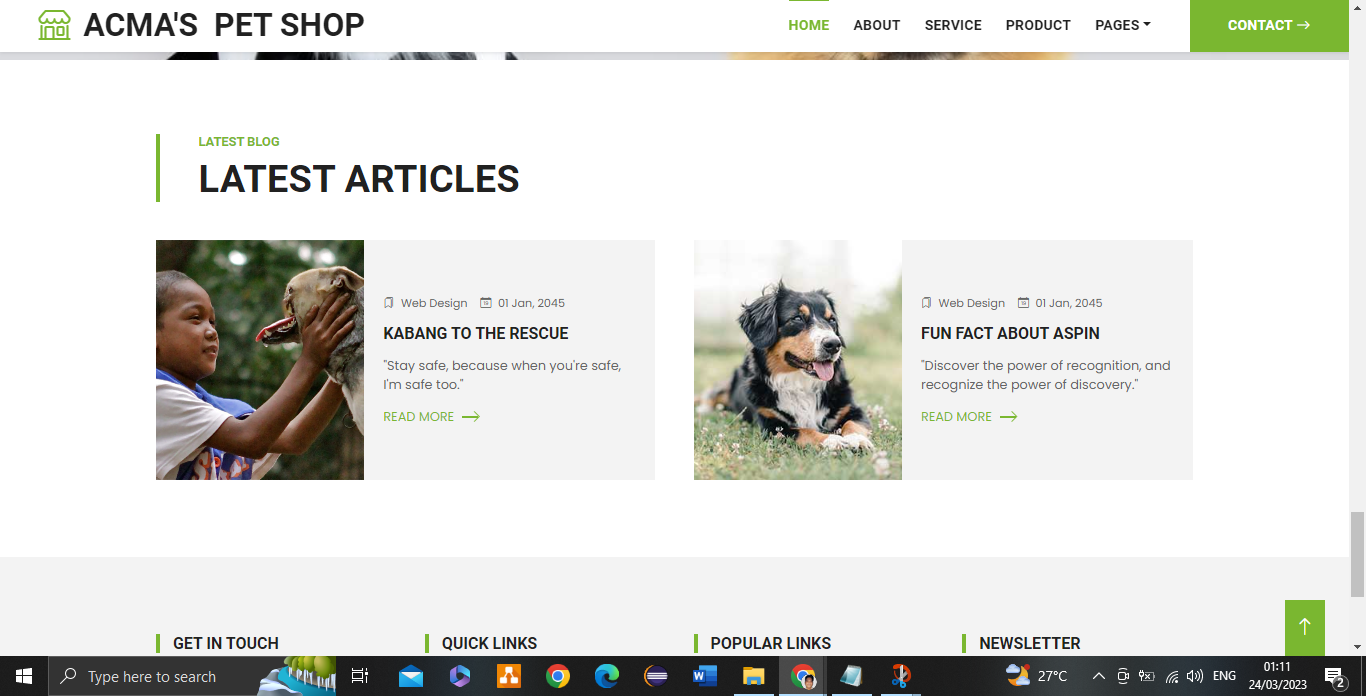 ACMA'S PET SHOP
HOME ABOUT SERVICE PRODUCT PAGES CONTACT
LATEST BLOG
LATEST ARTICLES
Web Design 01 Jan, 2045
KABANG TO THE RESCUE
"Stay safe, because when you're safe,
I'm safe too."
READ MORE
Web Design 01 Jan, 2045
FUN FACT ABOUT ASPIN
"Discover the power of recognition, and
recognize the power of discovery."
READ MORE
GET IN TOUCH
QUICK LINKS
POPULAR LINKS
NEWSLETTER
Type here to search
27°C
ENG
01:11
24/03/2023
2